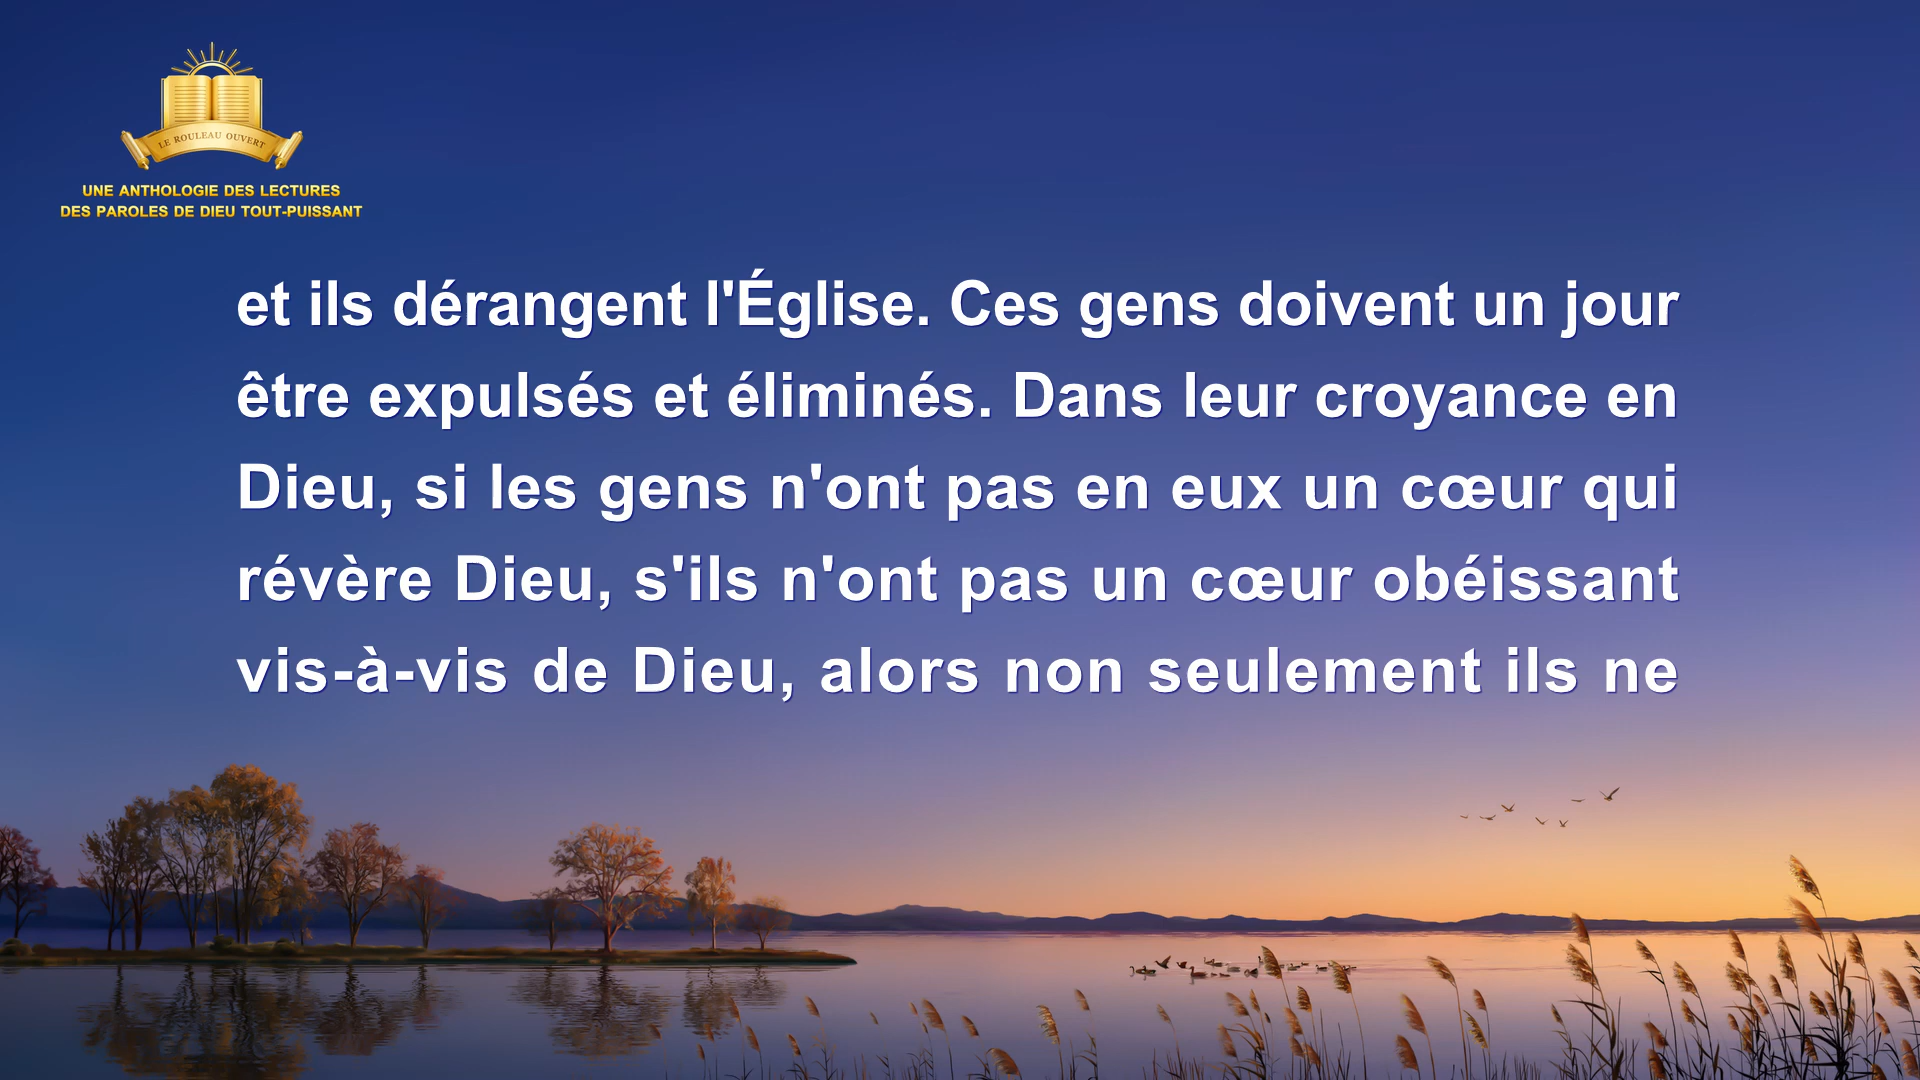 LE ROULEAU OUVERT
UNE ANTHOLOGIE DES LECTURES
DES PAROLES DE DIEU TOUT-PUISSANT
et ils dérangent l'Église. Ces gens doivent un jour
être expulsés et éliminés. Dans leur croyance en
Dieu, si les gens n'ont pas en eux un cœur qui
révère Dieu, s'ils n'ont pas un cœur obéissant
vis-à-vis de Dieu, alors non seulement ils ne